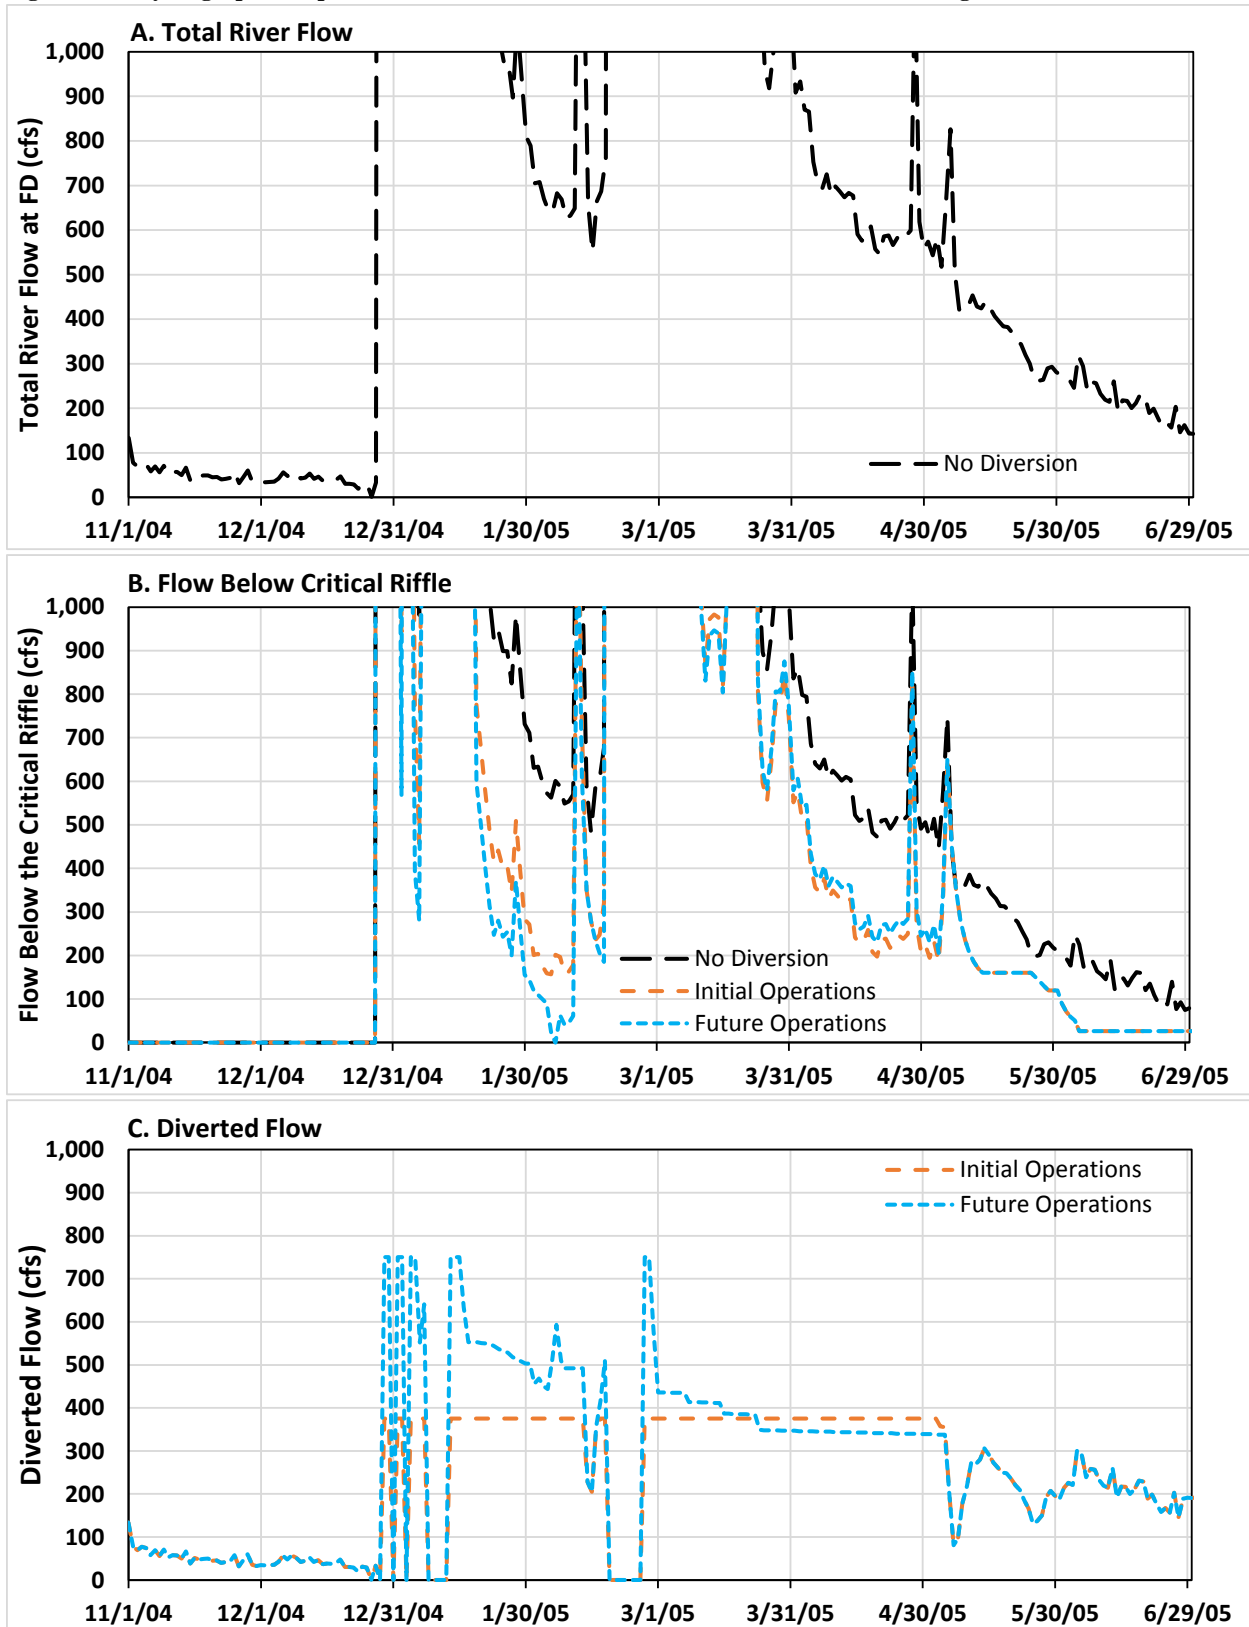 A. Total River Flow
Total River Flow at FD (cfs)
1,000
900
800
700
600
500
400
300
200
100
0
No Diversion
11/1/04 12/1/04 12/31/04 1/30/05 3/1/05 3/31/05 4/30/05 5/30/05 6/29/05
B. Flow Below Critical Riffle
Flow Below the Critical Riffle (cfs)
1,000
900
800
700
600
500
400
300
200
100
0
No Diversion
Initial Operations
Future Operations
11/1/04 12/1/04 12/31/04 1/30/05 3/1/05 3/31/05 4/30/05 5/30/05 6/29/05
C. Diverted Flow
Diverted Flow (cfs)
1,000
900
800
700
600
500
400
300
200
100
0
Initial Operations
Future Operations
11/1/04 12/1/04 12/31/04 1/30/05 3/1/05 3/31/05 4/30/05 5/30/05 6/29/05